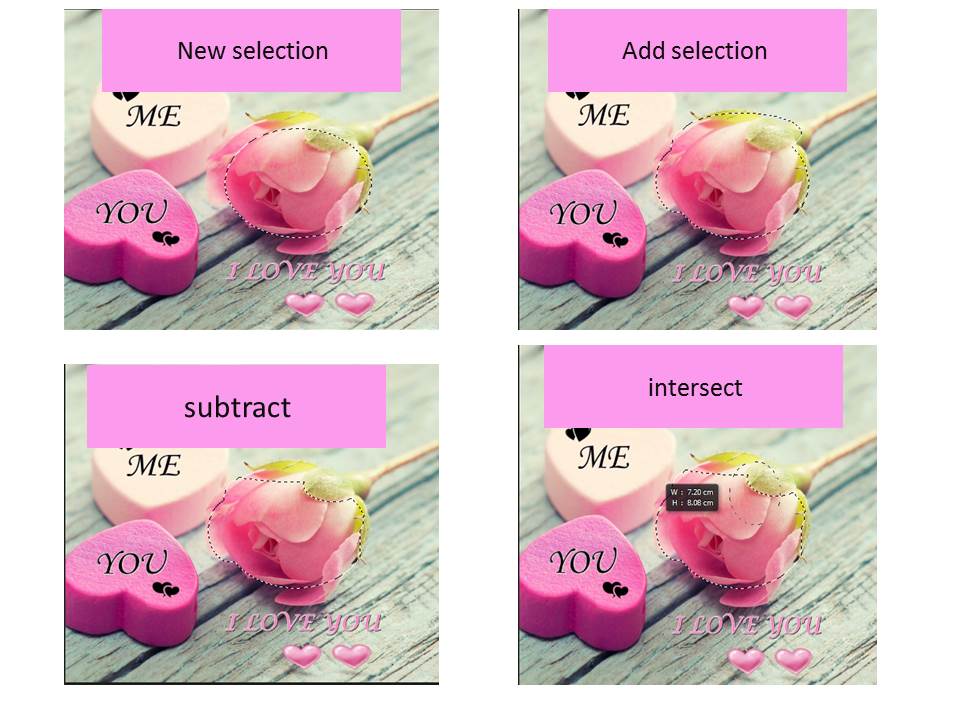 New selection
ME
YOU
I LOVE YOU
Add selection
ME
YOU
I LOVE YOU
subtract
ME
YOU
I LOVE YOU
intersect
ME
W : 7.20 cm
H : 8.08 cm
YOU
I LOVE YOU